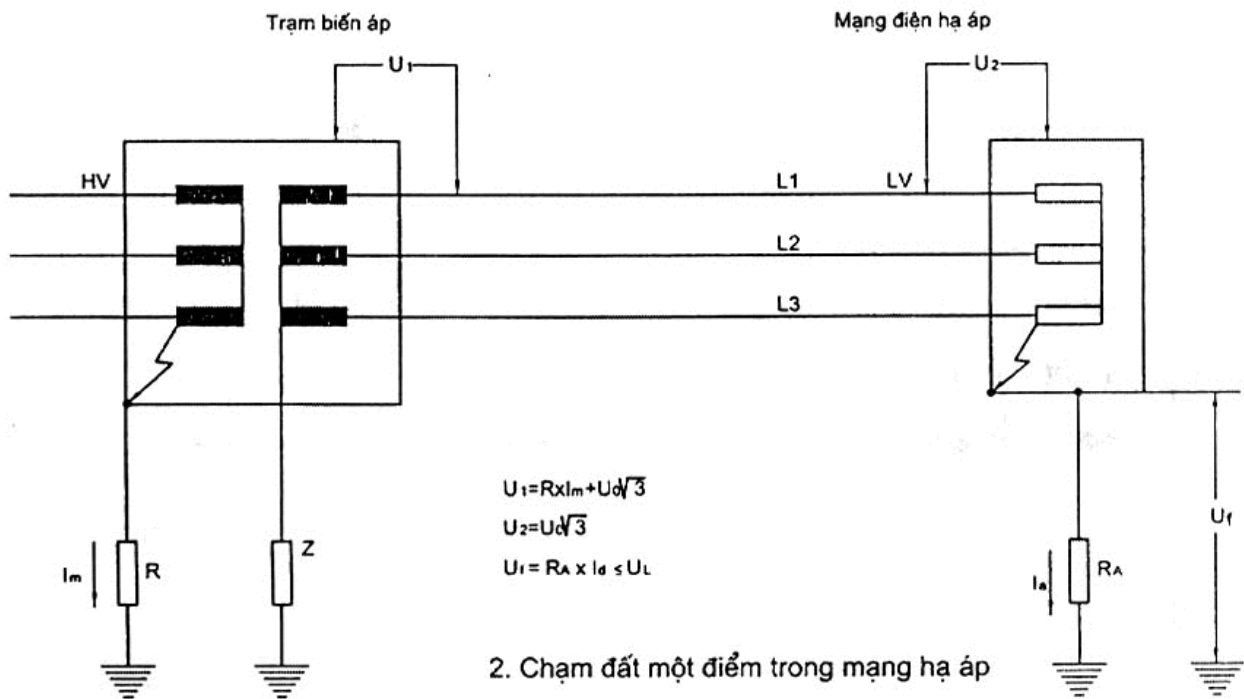 Trạm biến áp
Mạng điện hạ áp
U1
U2
HV
L1
LV
L2
L3
U1=RxIm+U0√3
U2=U0√3
Uf = RA x Id ≤ UL
Im
R
Z
Ia
RA
Uf
2. Chạm đất một điểm trong mạng hạ áp